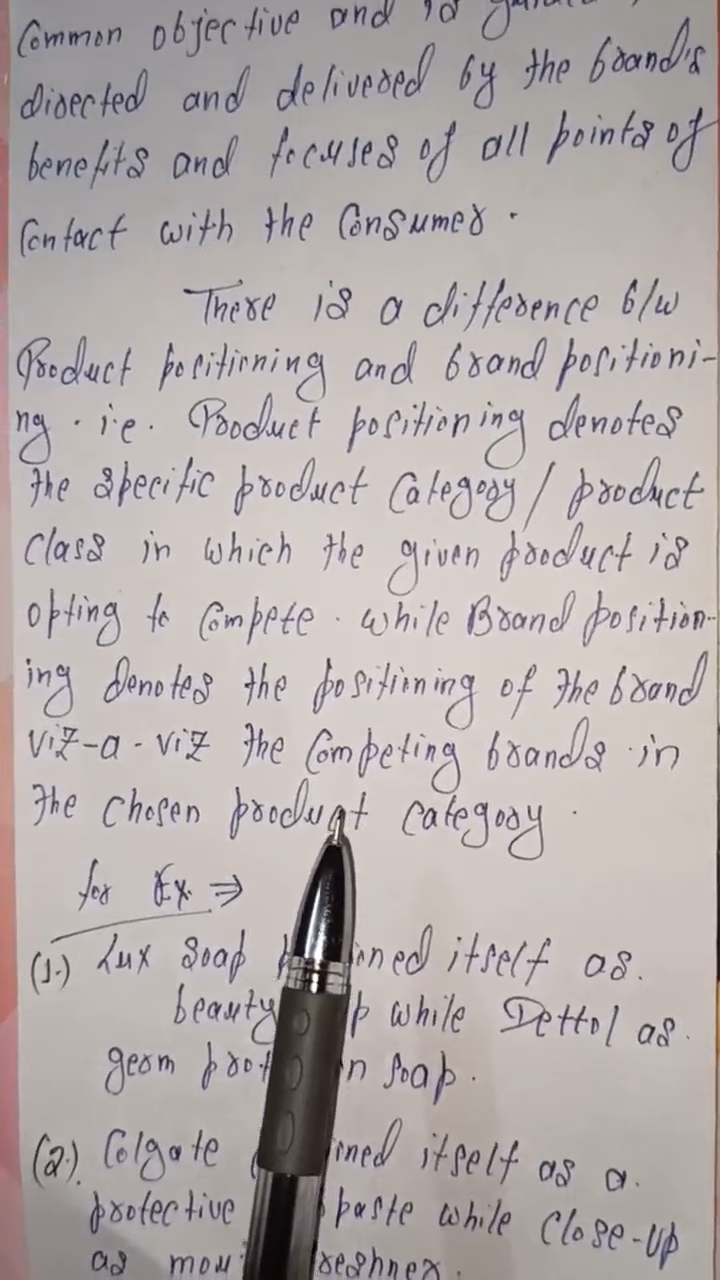 Common objective and is
directed and delivered by the brand's
benefits and focuses of all points of
Contact with the Consumer.
There is a difference b/w
Product positioning and brand positioni-
ng. i.e. Product positioning denotes
the specific product Category/product
Class in which the given product is
opting to Compete. while Brand position-
ing denotes the positioning of the brand
viz-a-viz the Competing brands in
the chosen product category.
for Ex. ⇒
(1.) Lux soap itself as.
beauty while Dettol as.
germ soap.
(2.) Colgate itself as a.
protective paste while Close-up
as